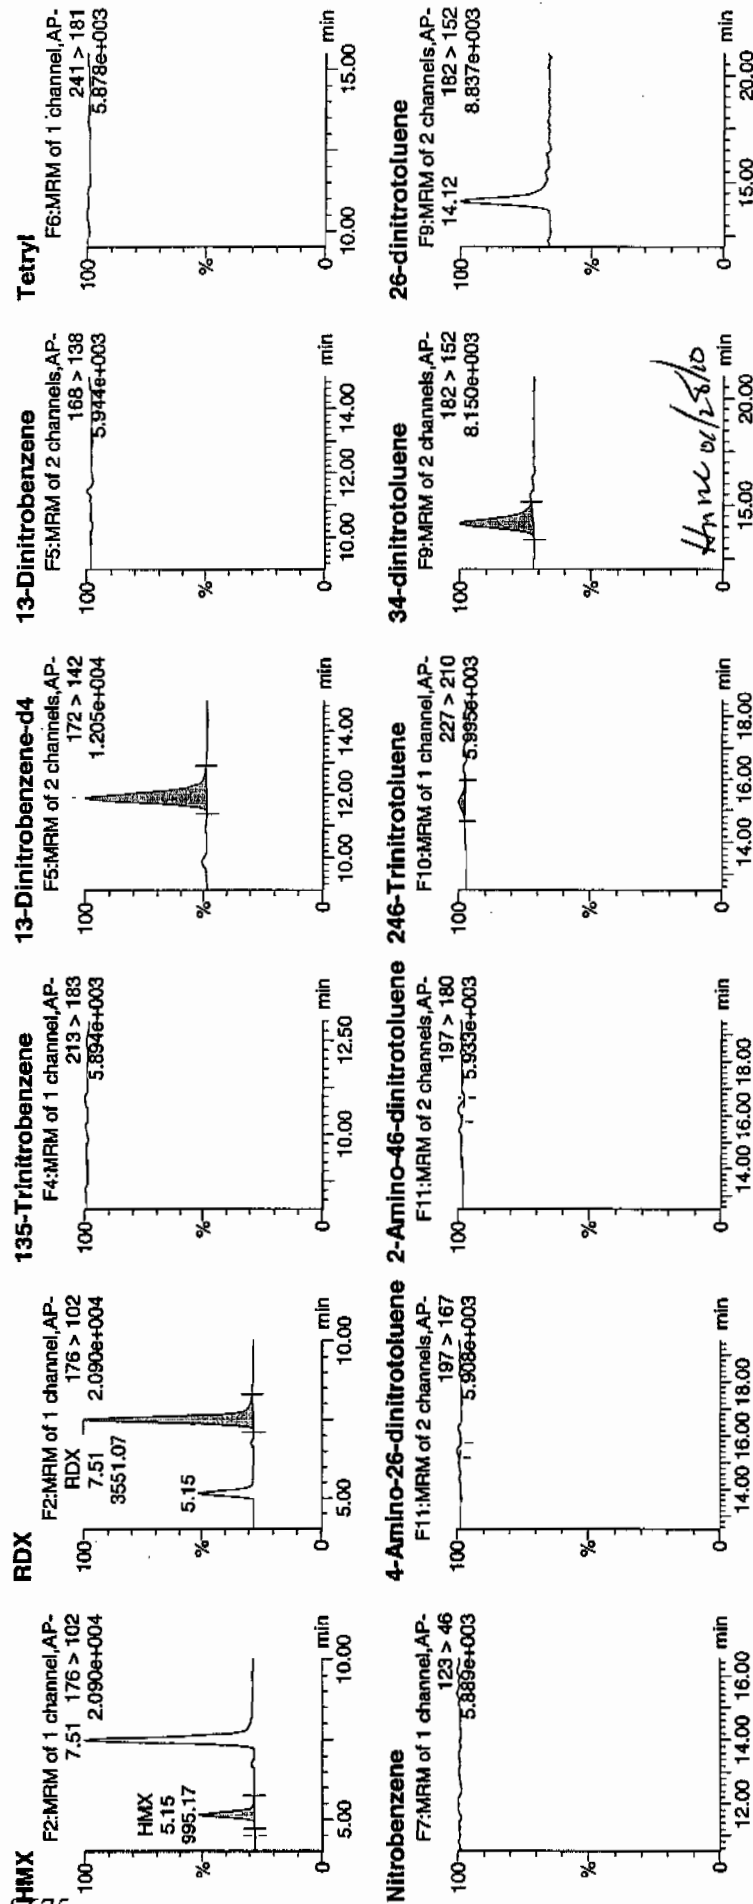 HMX
F2:MRM of 1 channel,AP-
7.51 176 > 102
2.090e+004
HMX
5.15
995.17
100
%
0
5.00
10.00
min
RDX
F2:MRM of 1 channel,AP-
RDX 176 > 102
7.51 2.090e+004
3551.07
5.15
100
%
0
5.00
10.00
min
135-Trinitrobenzene
F4:MRM of 1 channel,AP-
213 > 183
5.894e+003
100
%
0
10.00
12.50
min
13-Dinitrobenzene-d4
F5:MRM of 2 channels,AP-
172 > 142
1.205e+004
100
%
0
10.00
12.00
14.00
min
13-Dinitrobenzene
F5:MRM of 2 channels,AP-
168 > 138
5.944e+003
100
%
0
10.00
12.00
14.00
min
Tetryl
F6:MRM of 1 channel,AP-
241 > 181
5.878e+003
100
%
0
10.00
15.00
min
Nitrobenzene
F7:MRM of 1 channel,AP-
123 > 46
5.889e+003
100
%
0
12.00
14.00
16.00
min
4-Amino-26-dinitrotoluene
F11:MRM of 2 channels,AP-
197 > 167
5.908e+003
100
%
0
14.00
16.00
18.00
min
2-Amino-46-dinitrotoluene
F11:MRM of 2 channels,AP-
197 > 180
5.933e+003
100
%
0
14.00
16.00
18.00
min
246-Trinitrotoluene
F10:MRM of 1 channel,AP-
227 > 210
5.995e+003
100
%
0
14.00
16.00
18.00
min
34-dinitrotoluene
F9:MRM of 2 channels,AP-
182 > 152
8.150e+003
100
%
0
15.00
20.00
min
26-dinitrotoluene
F9:MRM of 2 channels,AP-
14.12 182 > 152
8.837e+003
100
%
0
15.00
20.00
min